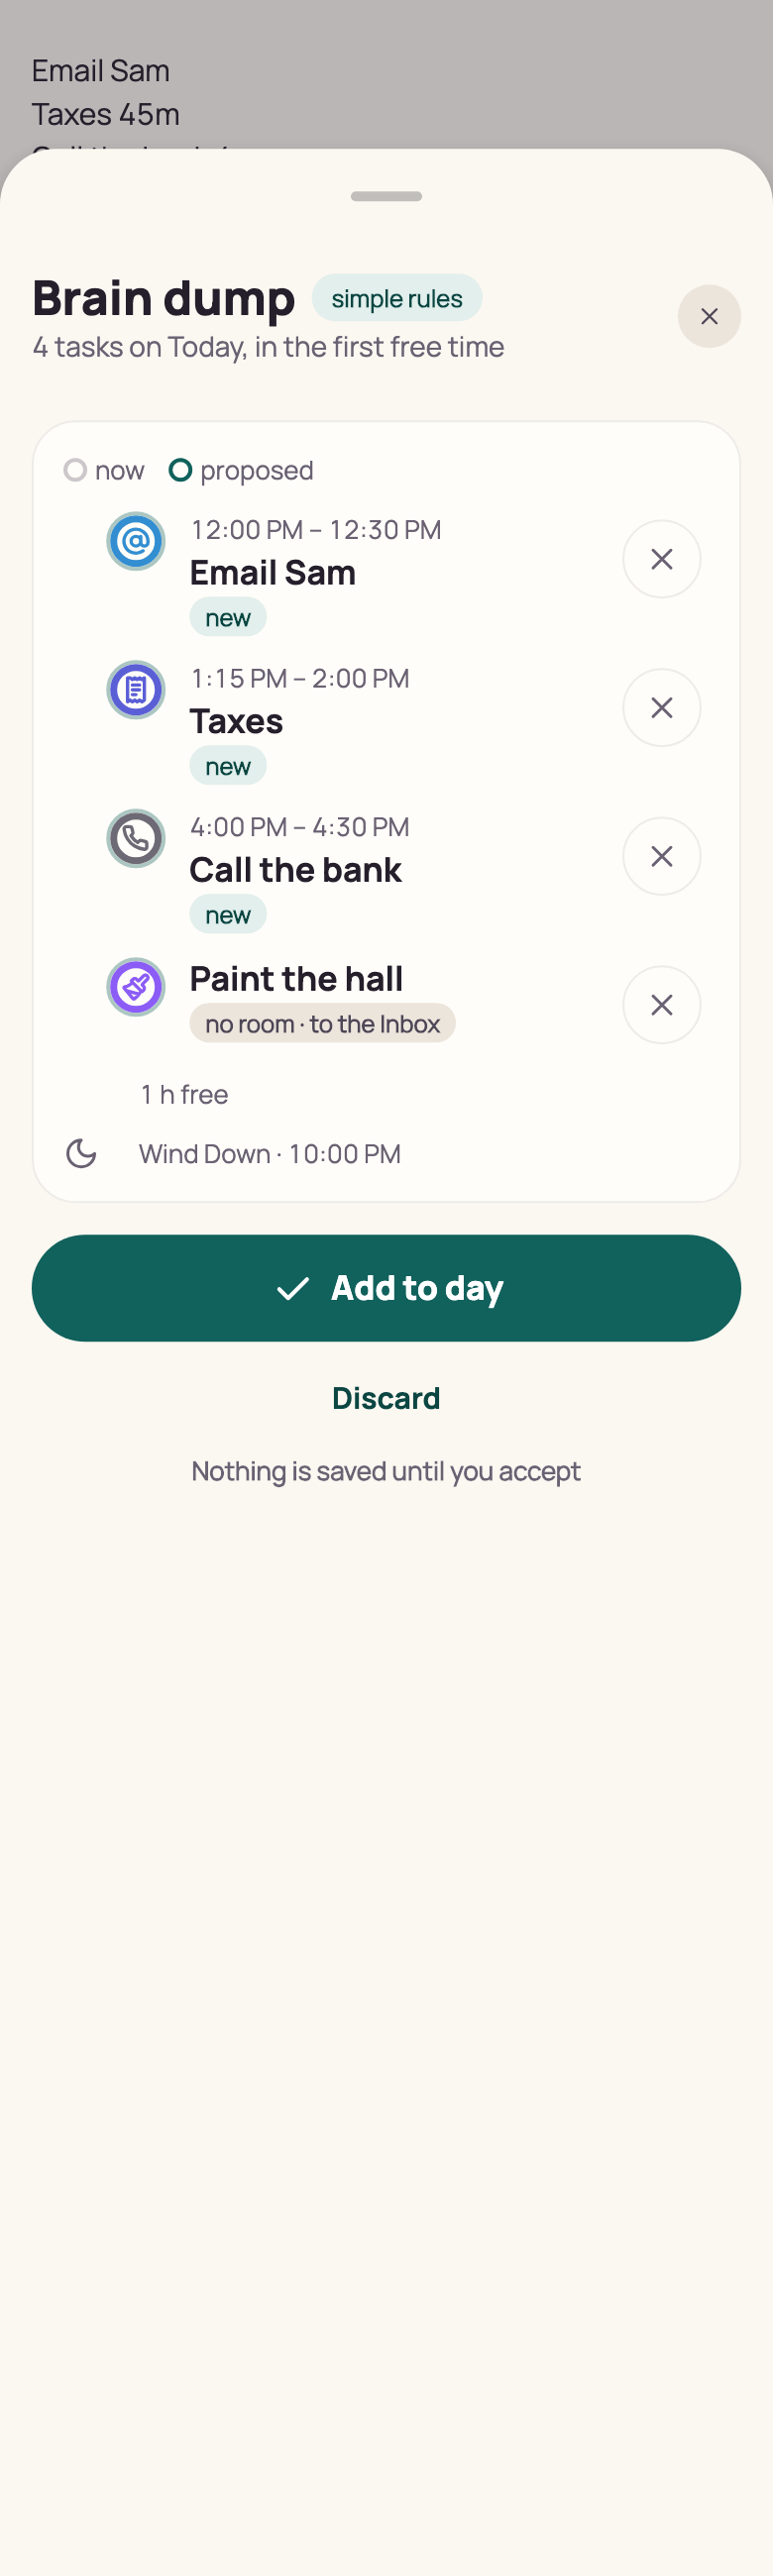 Email Sam
Taxes 45m
Brain dump
simple rules
4 tasks on Today, in the first free time
now
proposed
12:00 PM – 12:30 PM
Email Sam
new
1:15 PM – 2:00 PM
Taxes
new
4:00 PM – 4:30 PM
Call the bank
new
Paint the hall
no room · to the Inbox
1 h free
Wind Down · 10:00 PM
Add to day
Discard
Nothing is saved until you accept